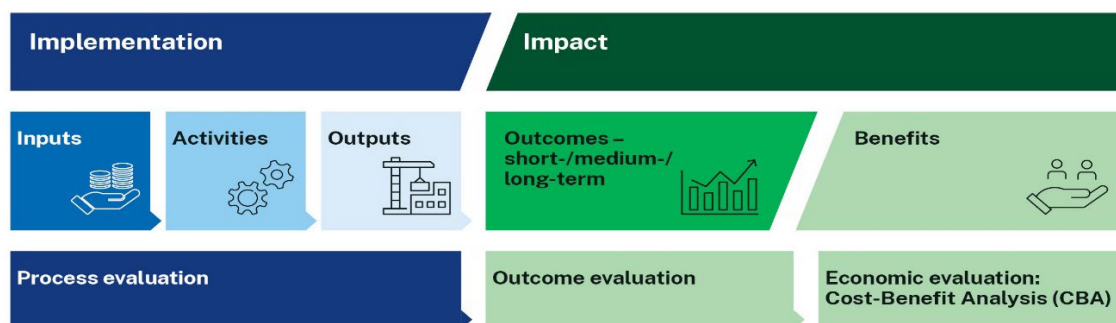 Implementation
Impact
Inputs
Activities
Outputs
Outcomes –
short-/medium-/
long-term
Benefits
Process evaluation
Outcome evaluation
Economic evaluation:
Cost-Benefit Analysis (CBA)